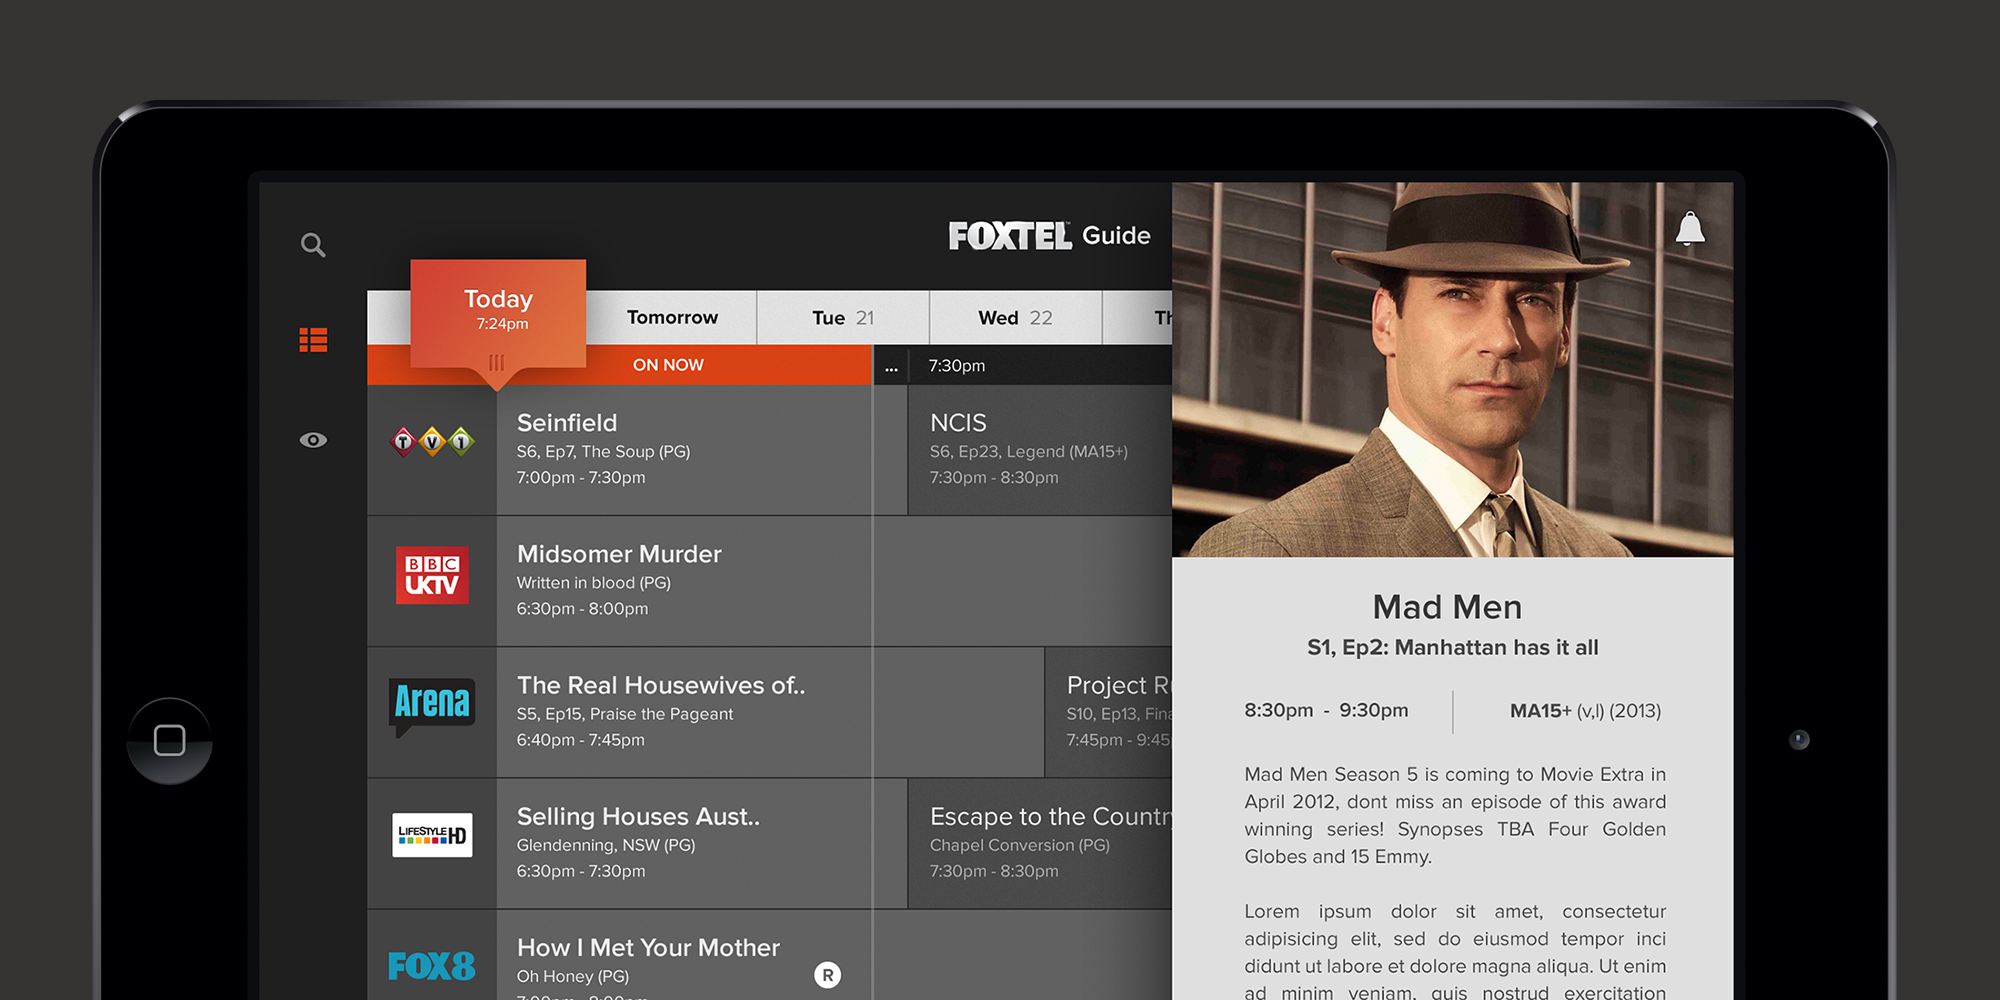 FOXTEL™ Guide
Today
7:24pm
Tomorrow
Tue 21
Wed 22
Th
ON NOW
... 7:30pm
TV1
Seinfield
S6, Ep7, The Soup (PG)
7:00pm - 7:30pm
NCIS
S6, Ep23, Legend (MA15+)
7:30pm - 8:30pm
BBC
UKTV
Midsomer Murder
Written in blood (PG)
6:30pm - 8:00pm
Arena
The Real Housewives of..
S5, Ep15, Praise the Pageant
6:40pm - 7:45pm
Project R
S10, Ep13, Fina
7:45pm - 9:45
LIFESTYLE HD
Selling Houses Aust..
Glendenning, NSW (PG)
6:30pm - 7:30pm
Escape to the Country
Chapel Conversion (PG)
7:30pm - 8:30pm
FOX8
How I Met Your Mother
Oh Honey (PG)
7:00pm - 8:00pm
R
Mad Men
S1, Ep2: Manhattan has it all
8:30pm - 9:30pm
MA15+ (v,l) (2013)
Mad Men Season 5 is coming to Movie Extra in
April 2012, dont miss an episode of this award
winning series! Synopses TBA Four Golden
Globes and 15 Emmy.
Lorem ipsum dolor sit amet, consectetur
adipisicing elit, sed do eiusmod tempor inci
didunt ut labore et dolore magna aliqua. Ut enim
ad minim veniam, quis nostrud exercitation